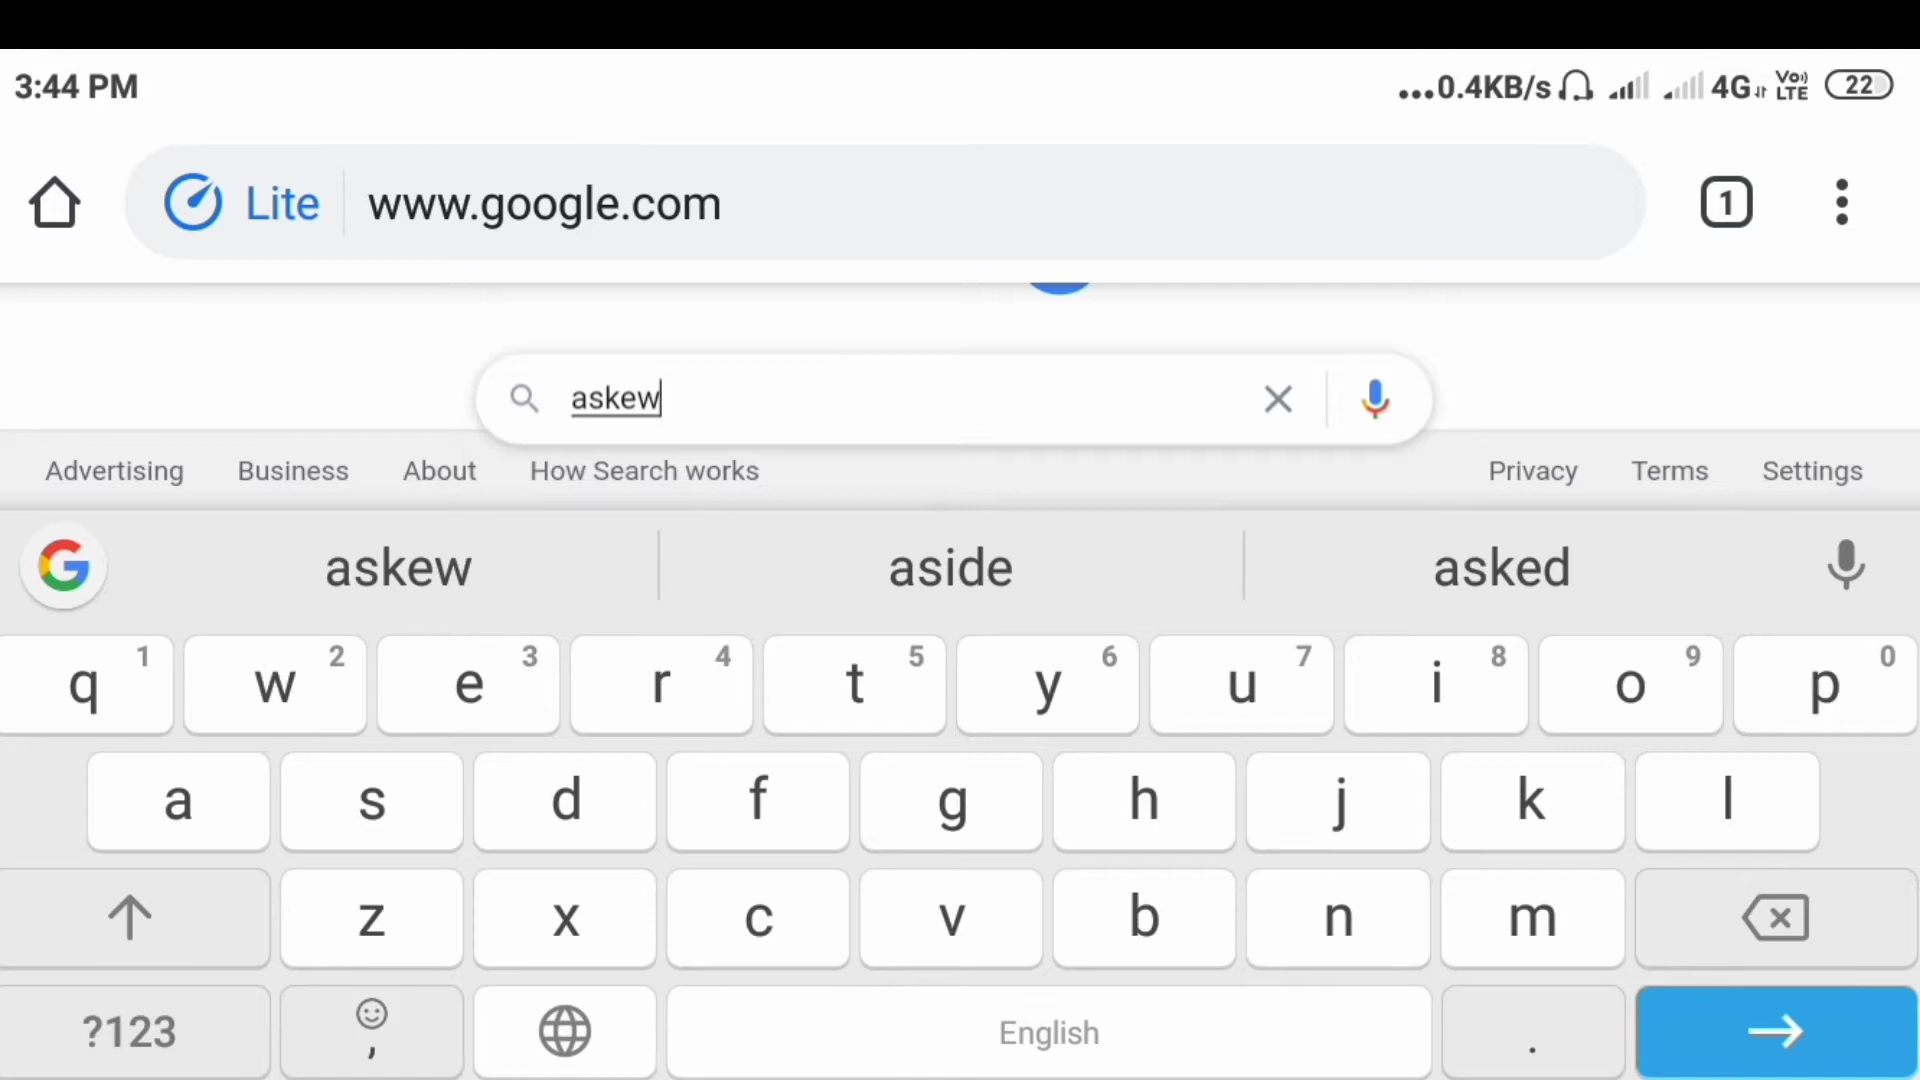 3:44 PM ...0.4KB/s 4G Vo) LTE 22
Lite www.google.com 1
askew
Advertising Business About How Search works Privacy Terms Settings
G askew aside asked
q 1 w 2 e 3 r 4 t 5 y 6 u 7 i 8 o 9 p 0
a s d f g h j k l
z x c v b n m
?123 , English .